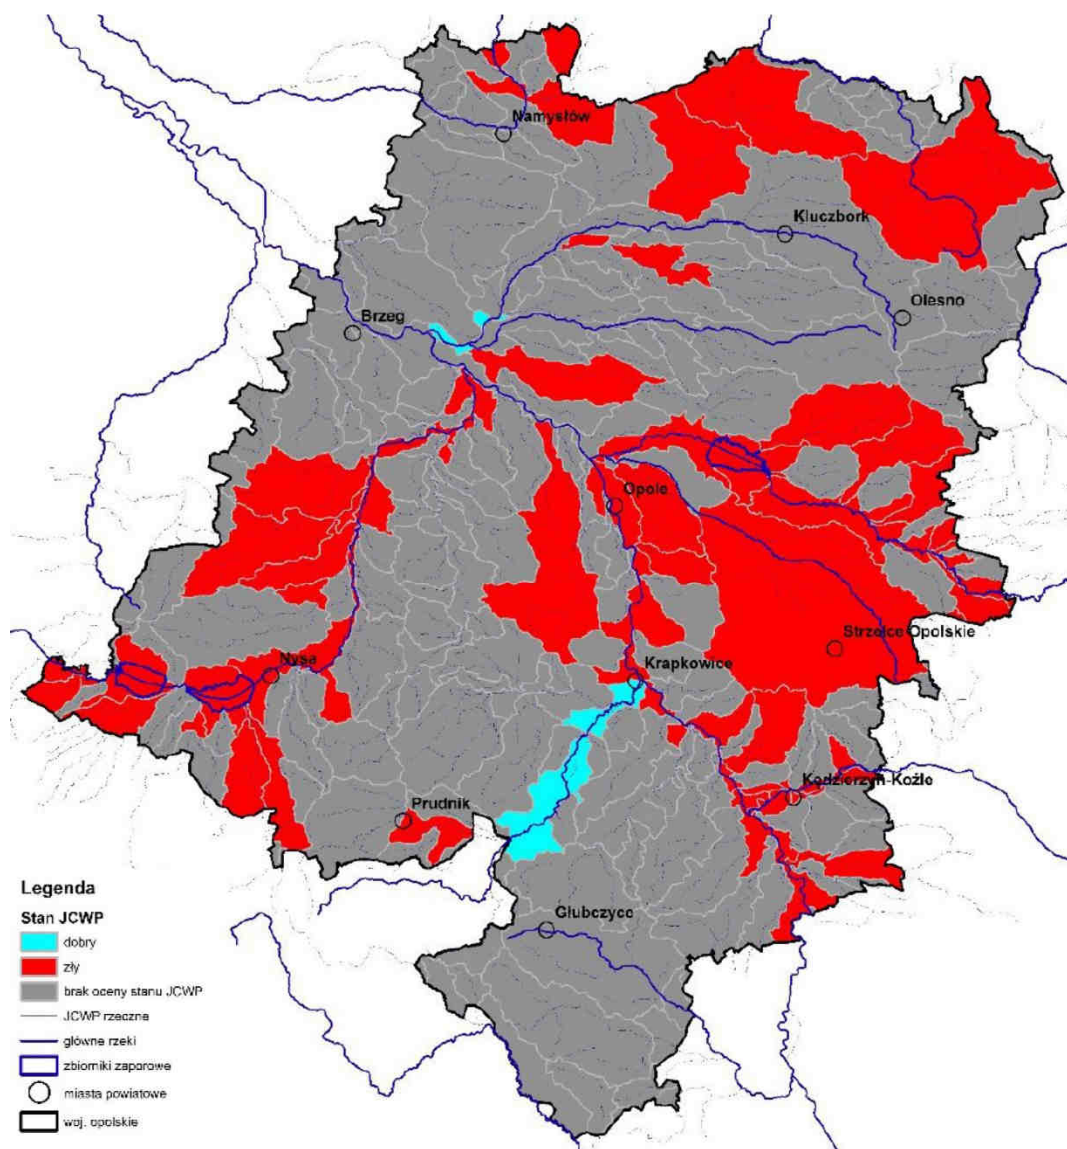 Namysłów
Kluczbork
Olesno
Brzeg
Opole
Strzelce Opolskie
Nysa
Krapkowice
Kędzierzyn-Koźle
Prudnik
Głubczyce
Legenda
Stan JCWP
dobry
zły
brak oceny stanu JCWP
JCWP rzeczne
główne rzeki
zbiorniki zaporowe
miasta powiatowe
woj. opolskie